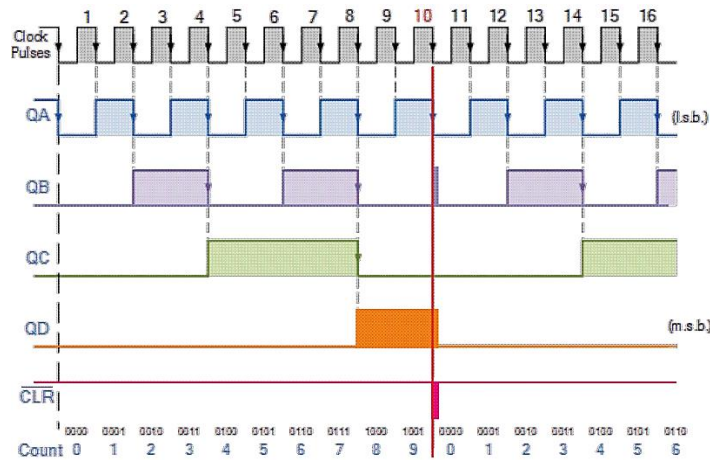 1 2 3 4 5 6 7 8 9 10 11 12 13 14 15 16
Clock
Pulses
QA
(l.s.b.)
QB
QC
QD
(m.s.b.)
CLR
0000 0001 0010 0011 0100 0101 0110 0111 1000 1001 0000 0001 0010 0011 0100 0101 0110
Count 0 1 2 3 4 5 6 7 8 9 0 1 2 3 4 5 6